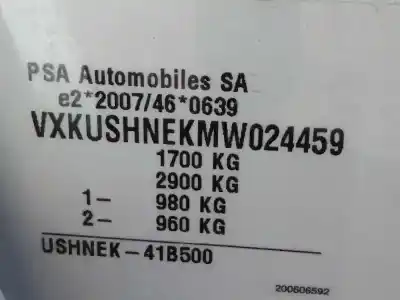 PSA Automobiles SA
e2*2007/46*0639
VXKUSHNEKMW024459
1700 KG
2900 KG
1- 980 KG
2- 960 KG
USHNEK-41B500
200606592